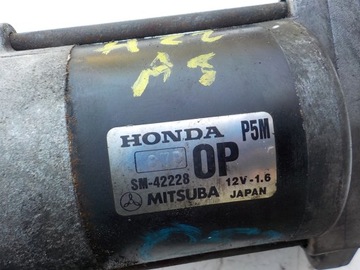 HONDA P5M
OP
SM-42228 12V-1.6
MITSUBA JAPAN